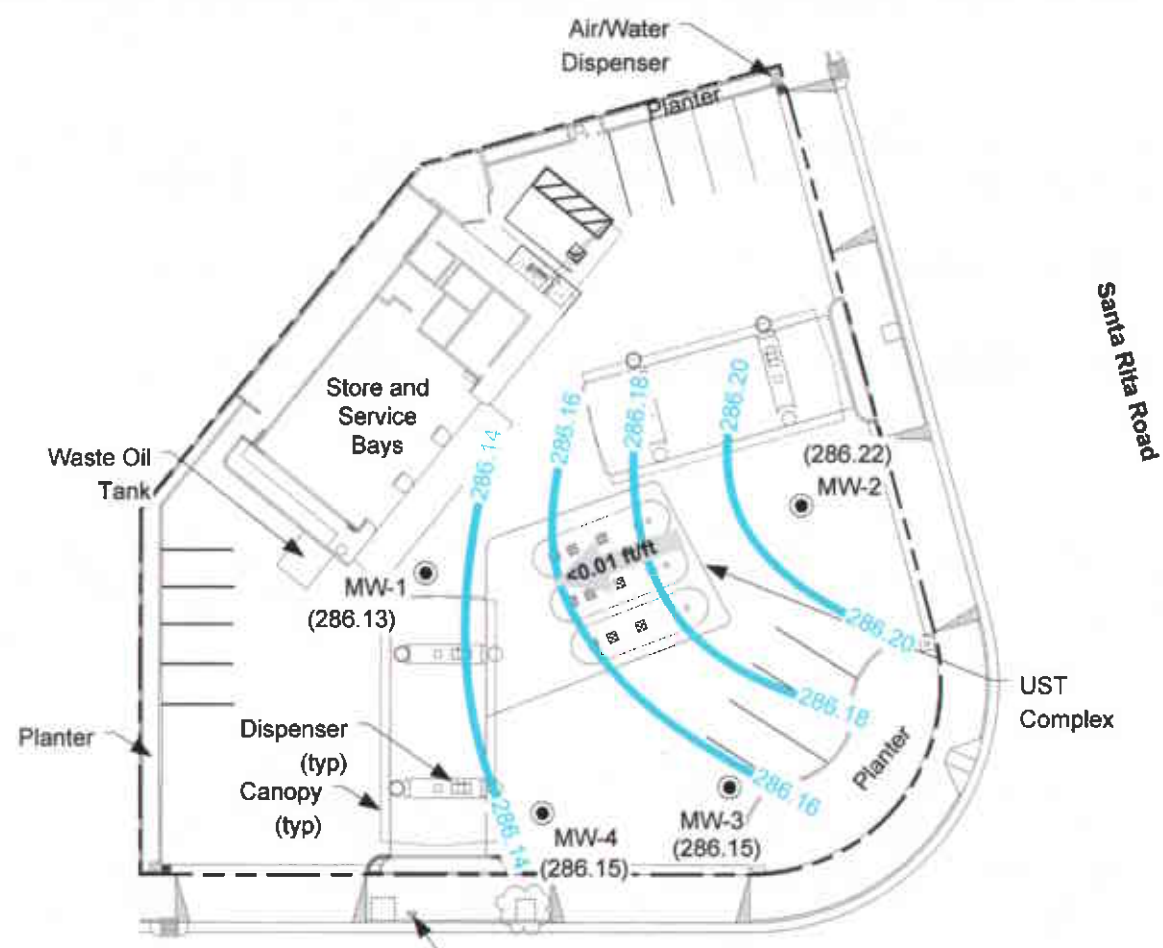 Air/Water
Dispenser
Planter
Santa Rita Road
Store and
Service
Bays
286.14
286.16
286.18
286.20
(286.22)
MW-2
Waste Oil
Tank
<0.01 ft/ft
MW-1
(286.13)
286.20
UST
Complex
286.18
Planter
Dispenser
(typ)
Canopy
(typ)
Planter
286.16
286.14
MW-4
(286.15)
MW-3
(286.15)